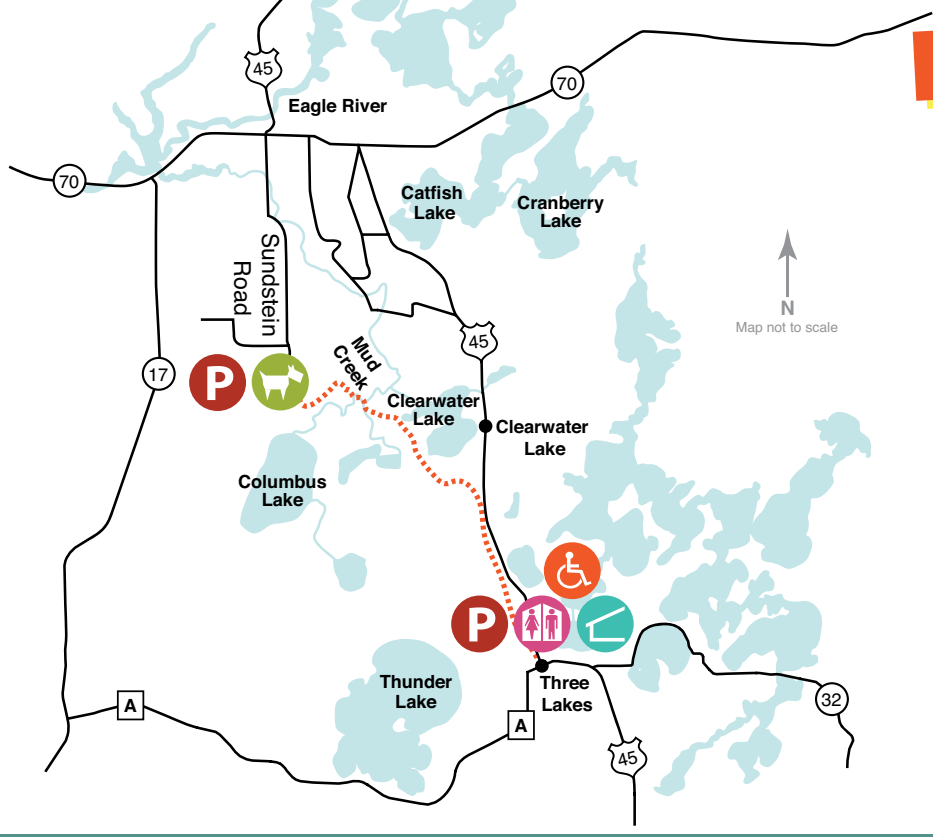 45
Eagle River
70
70
Catfish
Lake
Cranberry
Lake
Sundstein
Road
N
Map not to scale
45
Mud
Creek
17
P
Clearwater
Lake
Clearwater
Lake
Columbus
Lake
P
Thunder
Lake
Three
Lakes
A
A
32
45